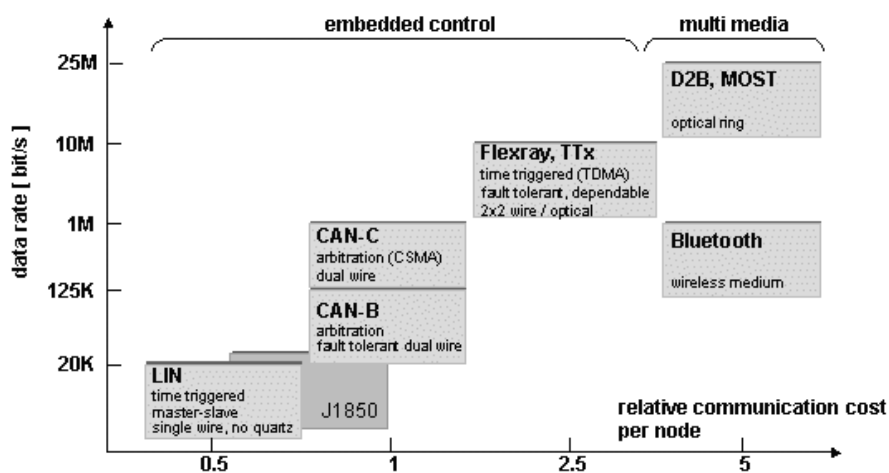 embedded control
multi media
25M
D2B, MOST
optical ring
10M
Flexray, TTx
time triggered (TDMA)
fault tolerant, dependable
2x2 wire / optical
data rate [ bit/s ]
1M
CAN-C
arbitration (CSMA)
dual wire
Bluetooth
wireless medium
125K
CAN-B
arbitration
fault tolerant dual wire
20K
LIN
time triggered
master-slave
single wire, no quartz
J1850
relative communication cost
per node
0.5
1
2.5
5